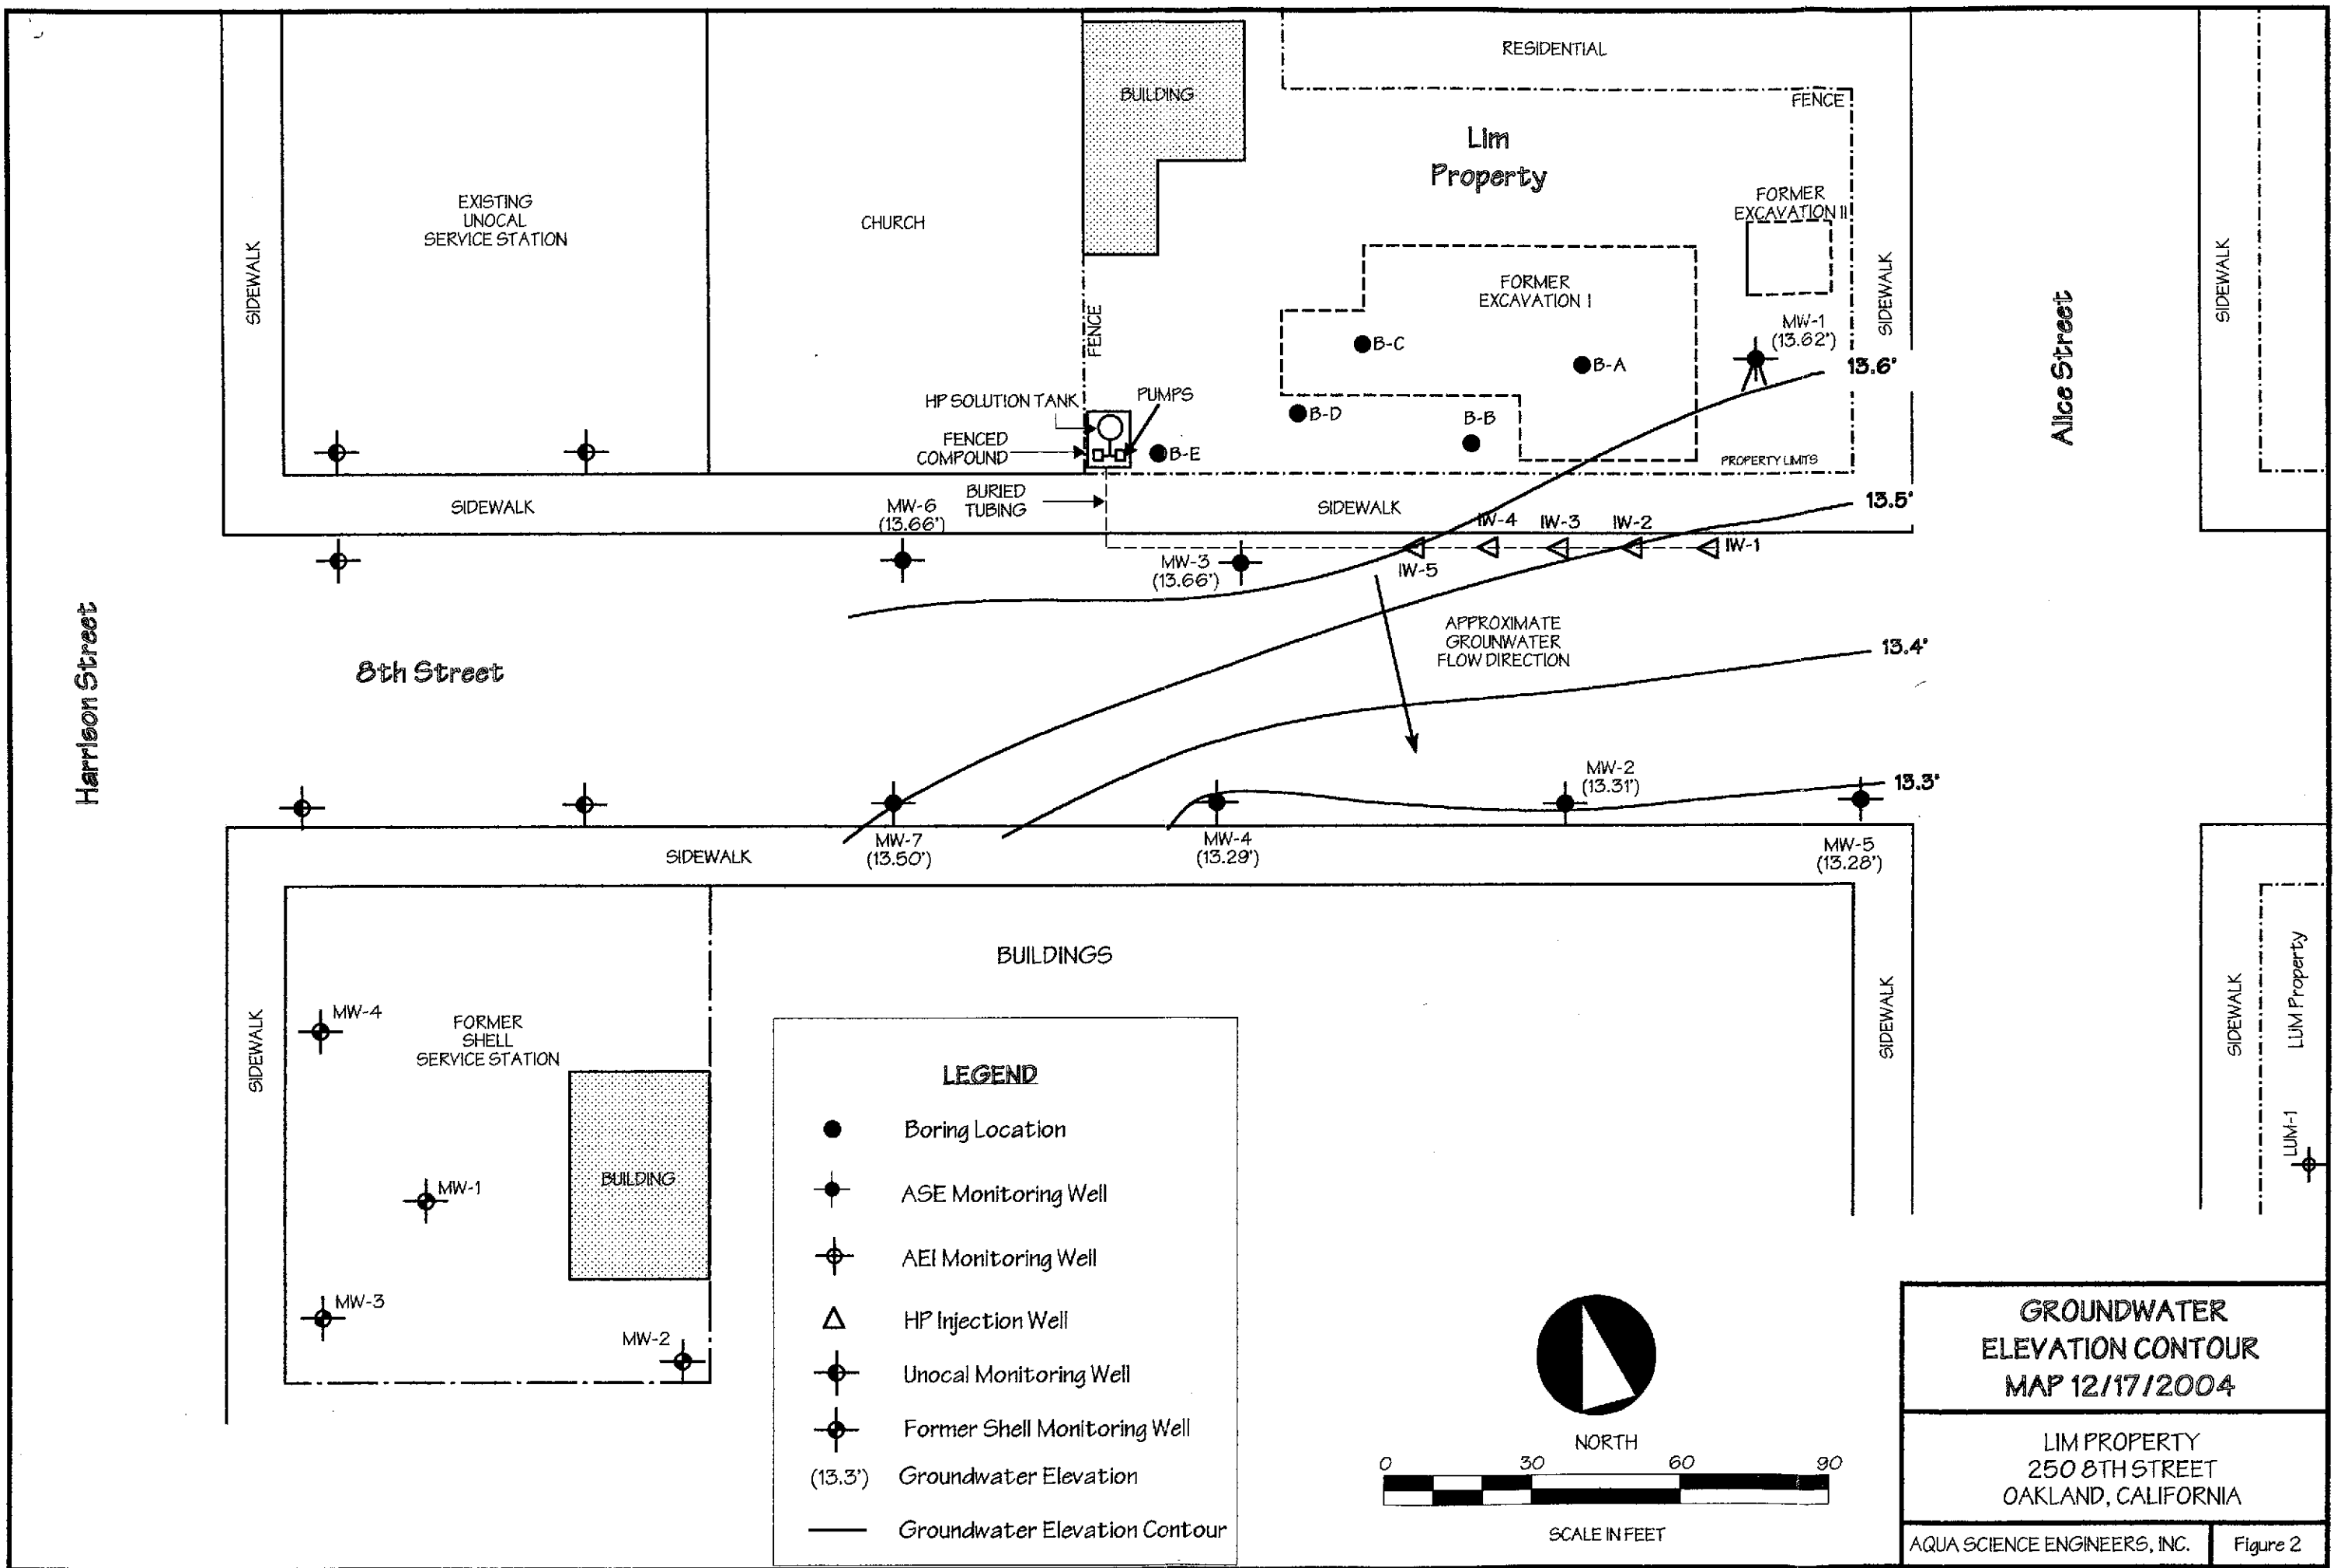 RESIDENTIAL
BUILDING
FENCE
Lim
Property
EXISTING
UNOCAL
SERVICE STATION
CHURCH
FORMER
EXCAVATION II
SIDEWALK
SIDEWALK
SIDEWALK
FORMER
EXCAVATION I
FENCE
MW-1
(13.62')
B-C
B-A
13.6'
Alice Street
HP SOLUTION TANK
PUMPS
B-D
B-B
FENCED
COMPOUND
B-E
PROPERTY LIMITS
BURIED
TUBING
SIDEWALK
MW-6
(13.66')
SIDEWALK
13.5'
IW-4
IW-3
IW-2
IW-1
MW-3
(13.66')
IW-5
Harrison Street
8th Street
APPROXIMATE
GROUNWATER
FLOW DIRECTION
13.4'
MW-2
(13.31')
13.3'
SIDEWALK
MW-7
(13.50')
MW-4
(13.29')
MW-5
(13.28')
BUILDINGS
MW-4
FORMER
SHELL
SERVICE STATION
SIDEWALK
SIDEWALK
SIDEWALK
LUM Property
LUM-1
BUILDING
MW-1
MW-3
MW-2
LEGEND
Boring Location
ASE Monitoring Well
AEI Monitoring Well
HP Injection Well
Unocal Monitoring Well
Former Shell Monitoring Well
(13.3') Groundwater Elevation
Groundwater Elevation Contour
NORTH
0 30 60 90
SCALE IN FEET
GROUNDWATER
ELEVATION CONTOUR
MAP 12/17/2004
LIM PROPERTY
250 8TH STREET
OAKLAND, CALIFORNIA
AQUA SCIENCE ENGINEERS, INC.
Figure 2